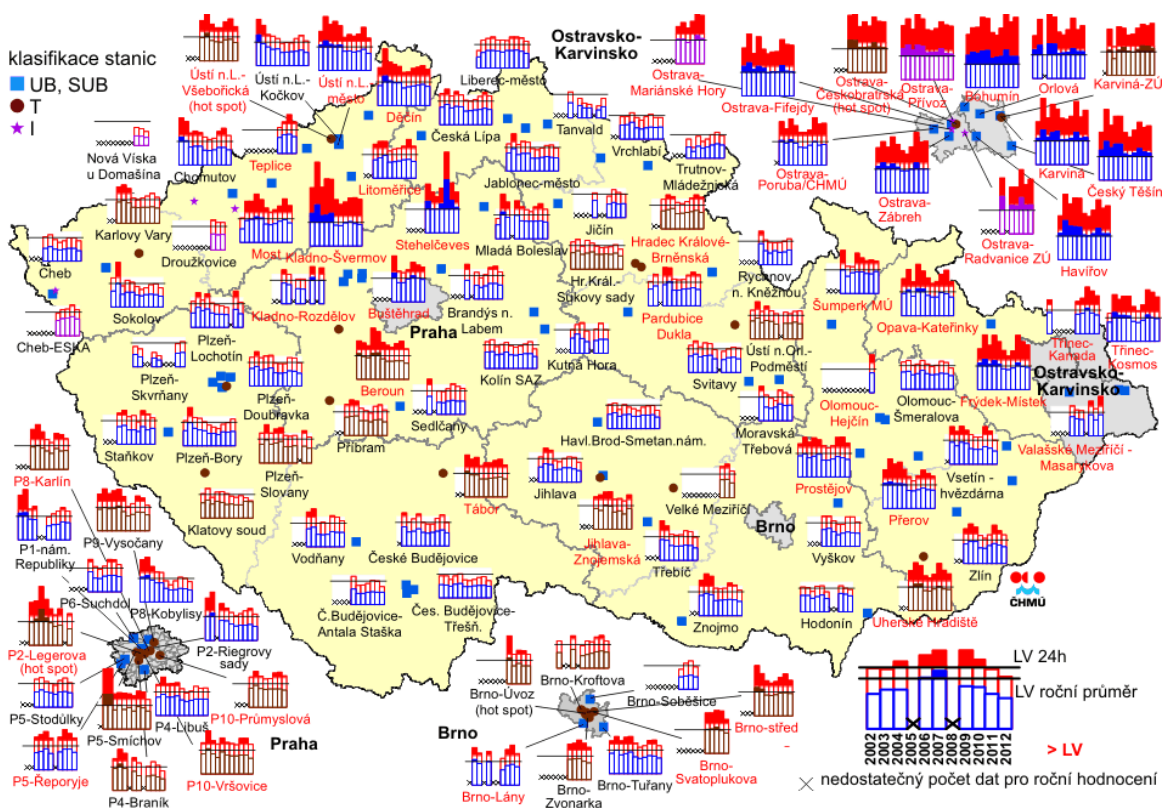 klasifikace stanic
UB, SUB
T
I
Ústí n.L.-
Všebořická
(hot spot)
Ústí n.L.-
Kočkov
Ústí n.L.-
město
Děčín
Liberec-město
Česká Lípa
Tanvald
Vrchlabí
Trutnov-
Mládežnická
Ostravsko-
Karvinsko
Ostrava-
Mariánské Hory
Ostrava-Fifejdy
Ostrava-
Českobratrská
(hot spot)
Ostrava-
Přívoz
Bohumín
Orlová
Karviná-ZÚ
Ostrava-
Poruba/CHMÚ
Ostrava-
Zábřeh
Ostrava-
Radvanice ZÚ
Havířov
Karviná
Český Těšín
Nová Víska
u Domašína
Chomutov
Teplice
Litoměřice
Jablonec-město
Karlovy Vary
Droužkovice
Most
Kladno-Švermov
Stehelčeves
Mladá Boleslav
Jičín
Hradec Králové-
Brněnská
Hr.Král.-
Sukovy sady
Rychnov
n. Kněžnou
Cheb
Sokolov
Cheb-ESKA
Plzeň-
Lochotín
Kladno-Rozdělov
Buštěhrad
Praha
Brandýs n.
Labem
Kutná Hora
Kolín SAZ
Pardubice
Dukla
Ústí n.Orl.-
Podměstí
Šumperk MÚ
Opava-Kateřinky
Třinec-
Kanada
Třinec-
Kosmos
Ostravsko-
Karvinsko
Plzeň-
Skvrňany
Plzeň-
Doubravka
Beroun
Sedlčany
Svitavy
Olomouc-
Hejčín
Olomouc-
Šmeralova
Frýdek-Místek
Staňkov
Plzeň-Bory
Plzeň-
Slovany
Příbram
Havl.Brod-Smetan.nám.
Moravská
Třebová
Valašské Meziříčí -
Masarykova
Klatovy soud
Tábor
Jihlava
Velké Meziříčí
Prostějov
Přerov
Vsetín -
hvězdárna
Vodňany
České Budějovice
Jihlava-
Znojemská
Třebíč
Brno
Vyškov
Zlín
Č.Budějovice-
Antala Staška
Čes. Budějovice-
Třešň.
Znojmo
Hodonín
Uherské Hradiště
ČHMÚ
P8-Karlín
P9-Vysočany
P1-nám.
Republiky
P6-Suchdol
P8-Kobylisy
P2-Legerova
(hot spot)
P2-Riegrovy
sady
P5-Stodůlky
P5-Smíchov
P4-Libuš
P10-Průmyslová
P5-Řeporyje
P4-Braník
P10-Vršovice
Praha
Brno-Úvoz
(hot spot)
Brno-Kroftova
Brno-Soběšice
Brno-střed
-
Brno
Brno-Lány
Brno-
Zvonařka
Brno-Tuřany
Brno-
Svatoplukova
LV 24h
LV roční průměr
2002 2003 2004 2005 2006 2007 2008 2009 2010 2011 2012
> LV
nedostatečný počet dat pro roční hodnocení